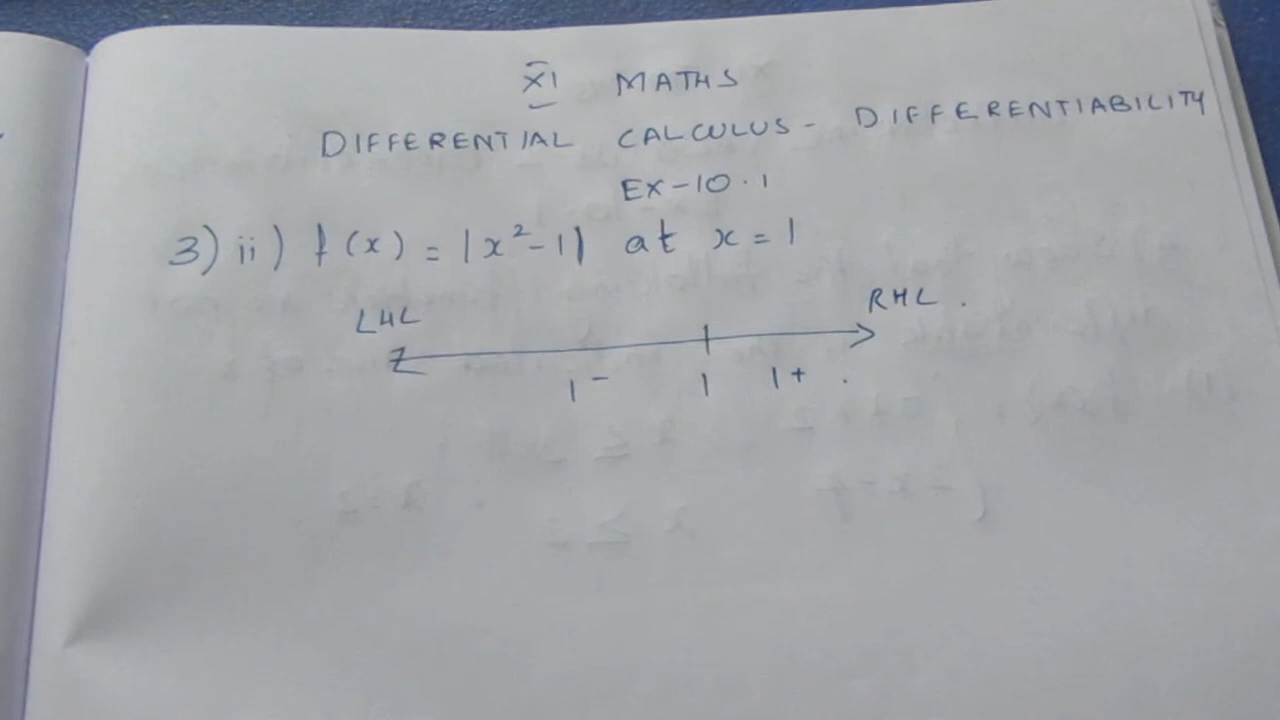 XI MATHS
DIFFERENTIAL CALCULUS - DIFFERENTIABILITY
EX-10.1
3) ii) f(x) = |x²-1| at x = 1
LHL RHL .
1⁻ 1 1+ .